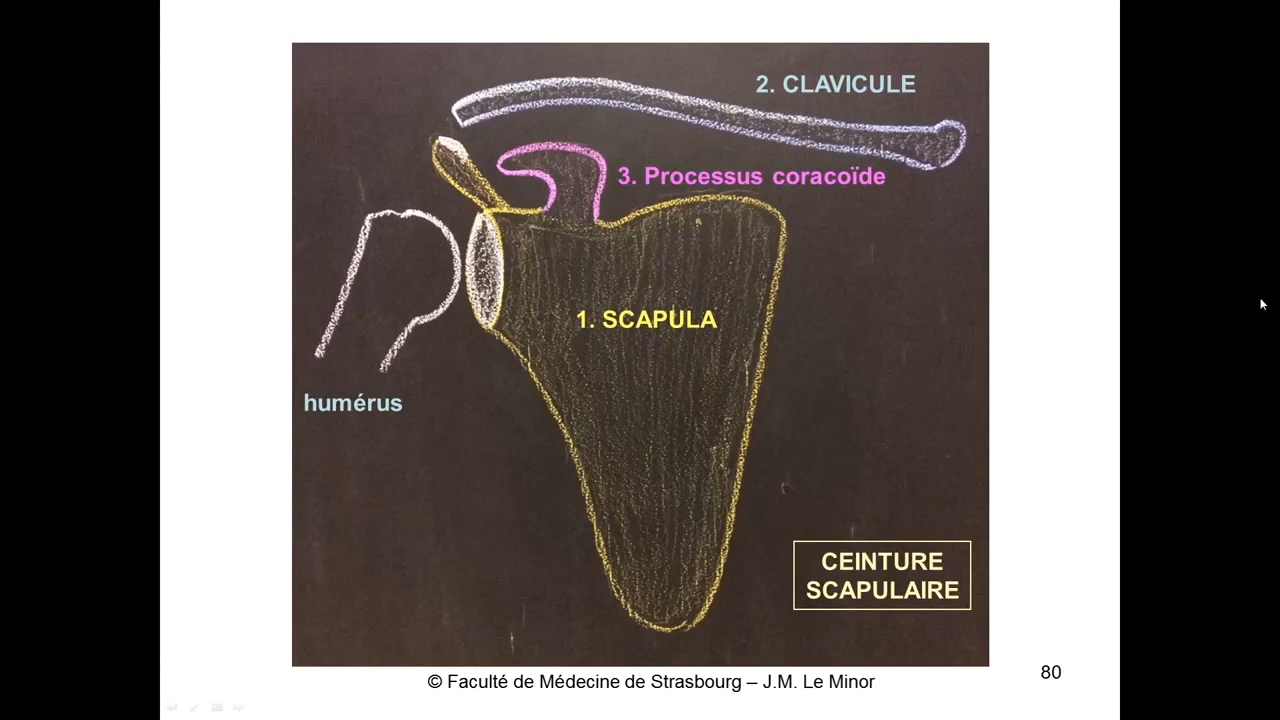 2. CLAVICULE
3. Processus coracoïde
1. SCAPULA
humérus
CEINTURE
SCAPULAIRE
© Faculté de Médecine de Strasbourg – J.M. Le Minor
80